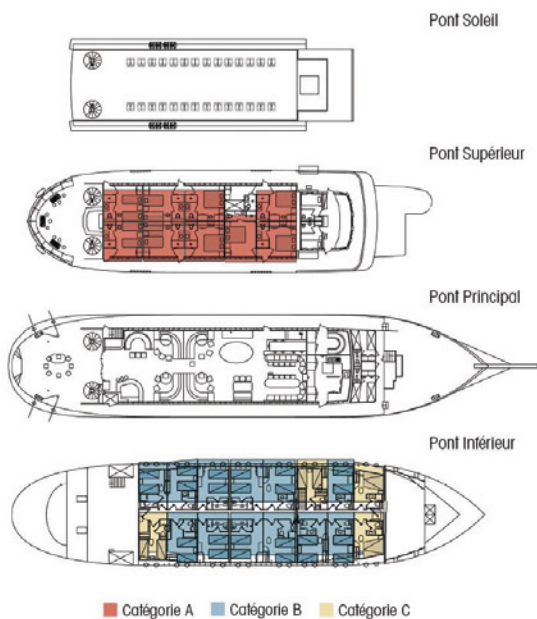 Pont Soleil
Pont Supérieur
Pont Principal
Pont Inférieur
Catégorie A Catégorie B Catégorie C